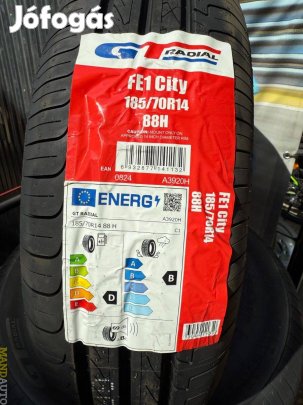 Jófogás
GT RADIAL
FE1 City
185/70R14
88H
EAN
0824
A3920H
ENERG
GT RADIAL
A3920H
185/70R14 88 H
C1
A
B
D
B
FE1 City
185/70R14
88H
MANDAUTO